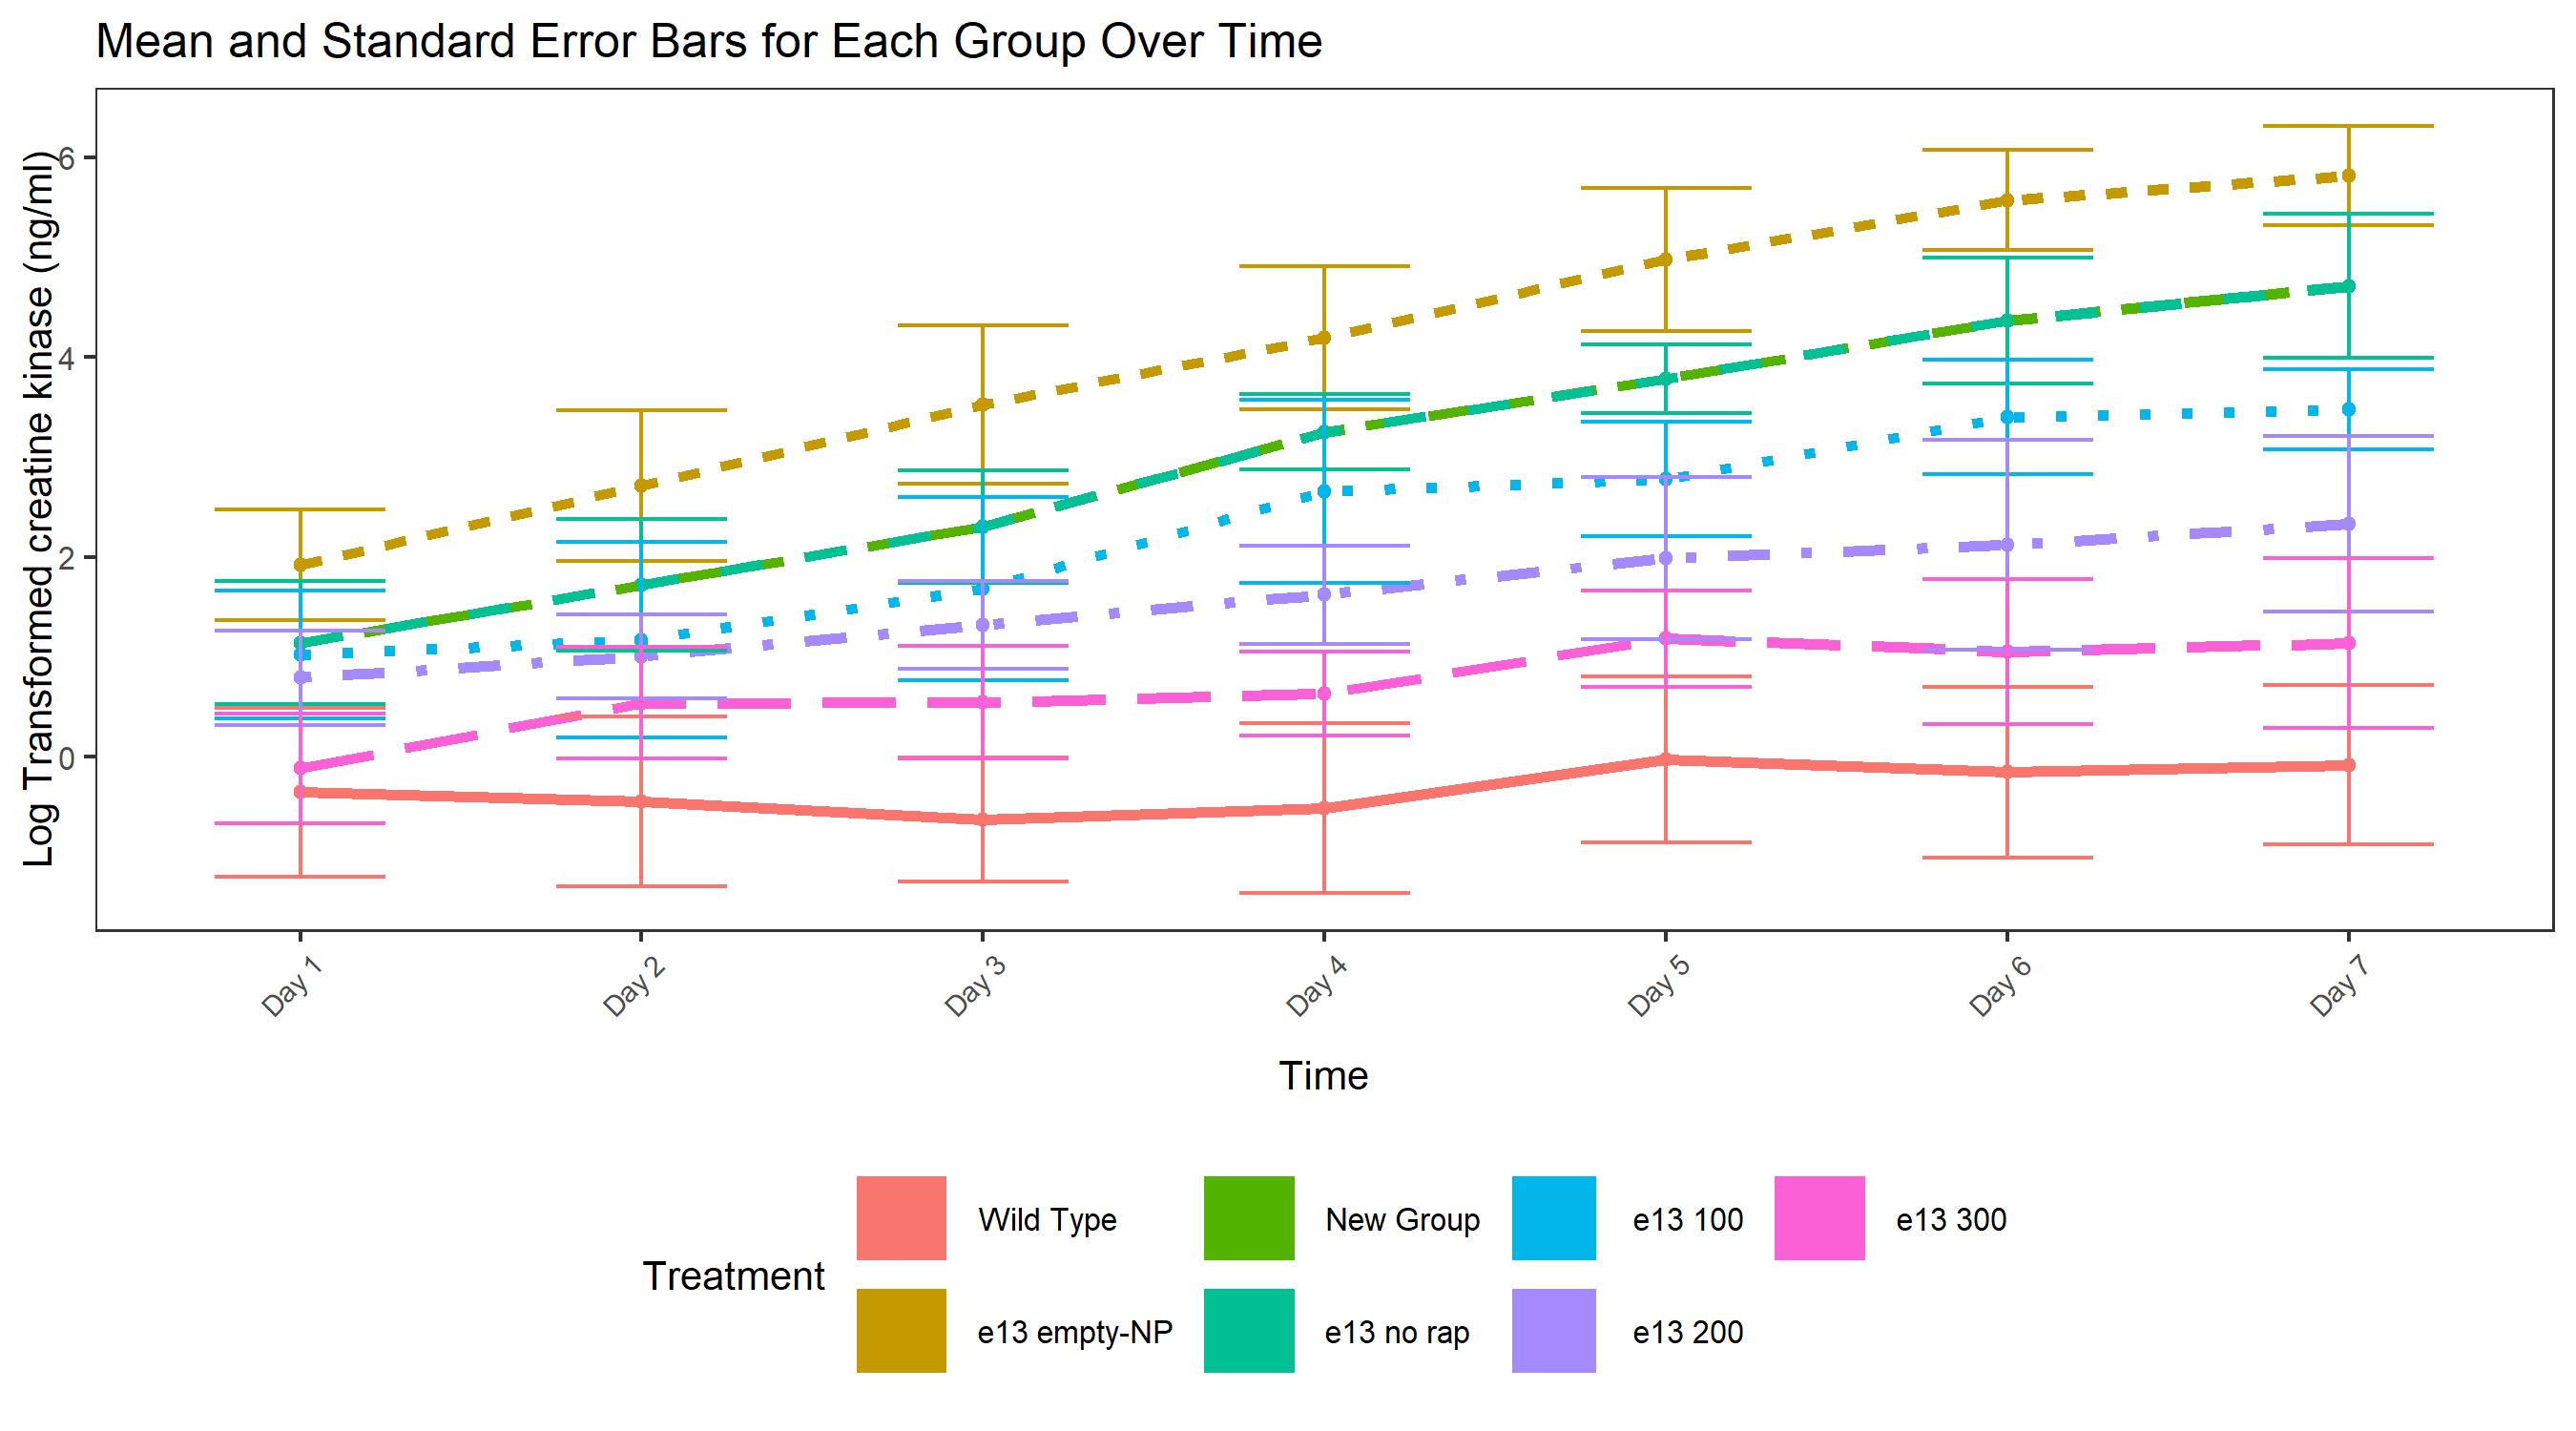 Mean and Standard Error Bars for Each Group Over Time
Log Transformed creatine kinase (ng/ml)
6
4
2
0
Day 1
Day 2
Day 3
Day 4
Day 5
Day 6
Day 7
Time
Treatment
Wild Type
New Group
e13 100
e13 300
e13 empty-NP
e13 no rap
e13 200